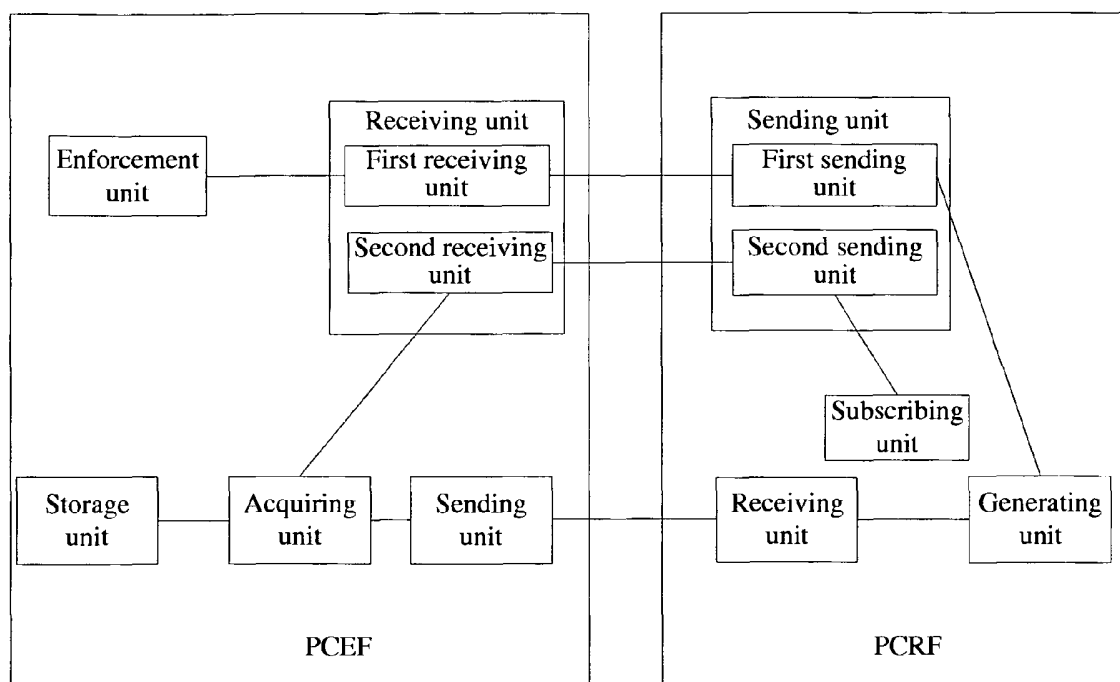 Receiving unit
Enforcement
unit
First receiving
unit
Second receiving
unit
Storage
unit
Acquiring
unit
Sending
unit
PCEF
Sending unit
First sending
unit
Second sending
unit
Subscribing
unit
Receiving
unit
Generating
unit
PCRF